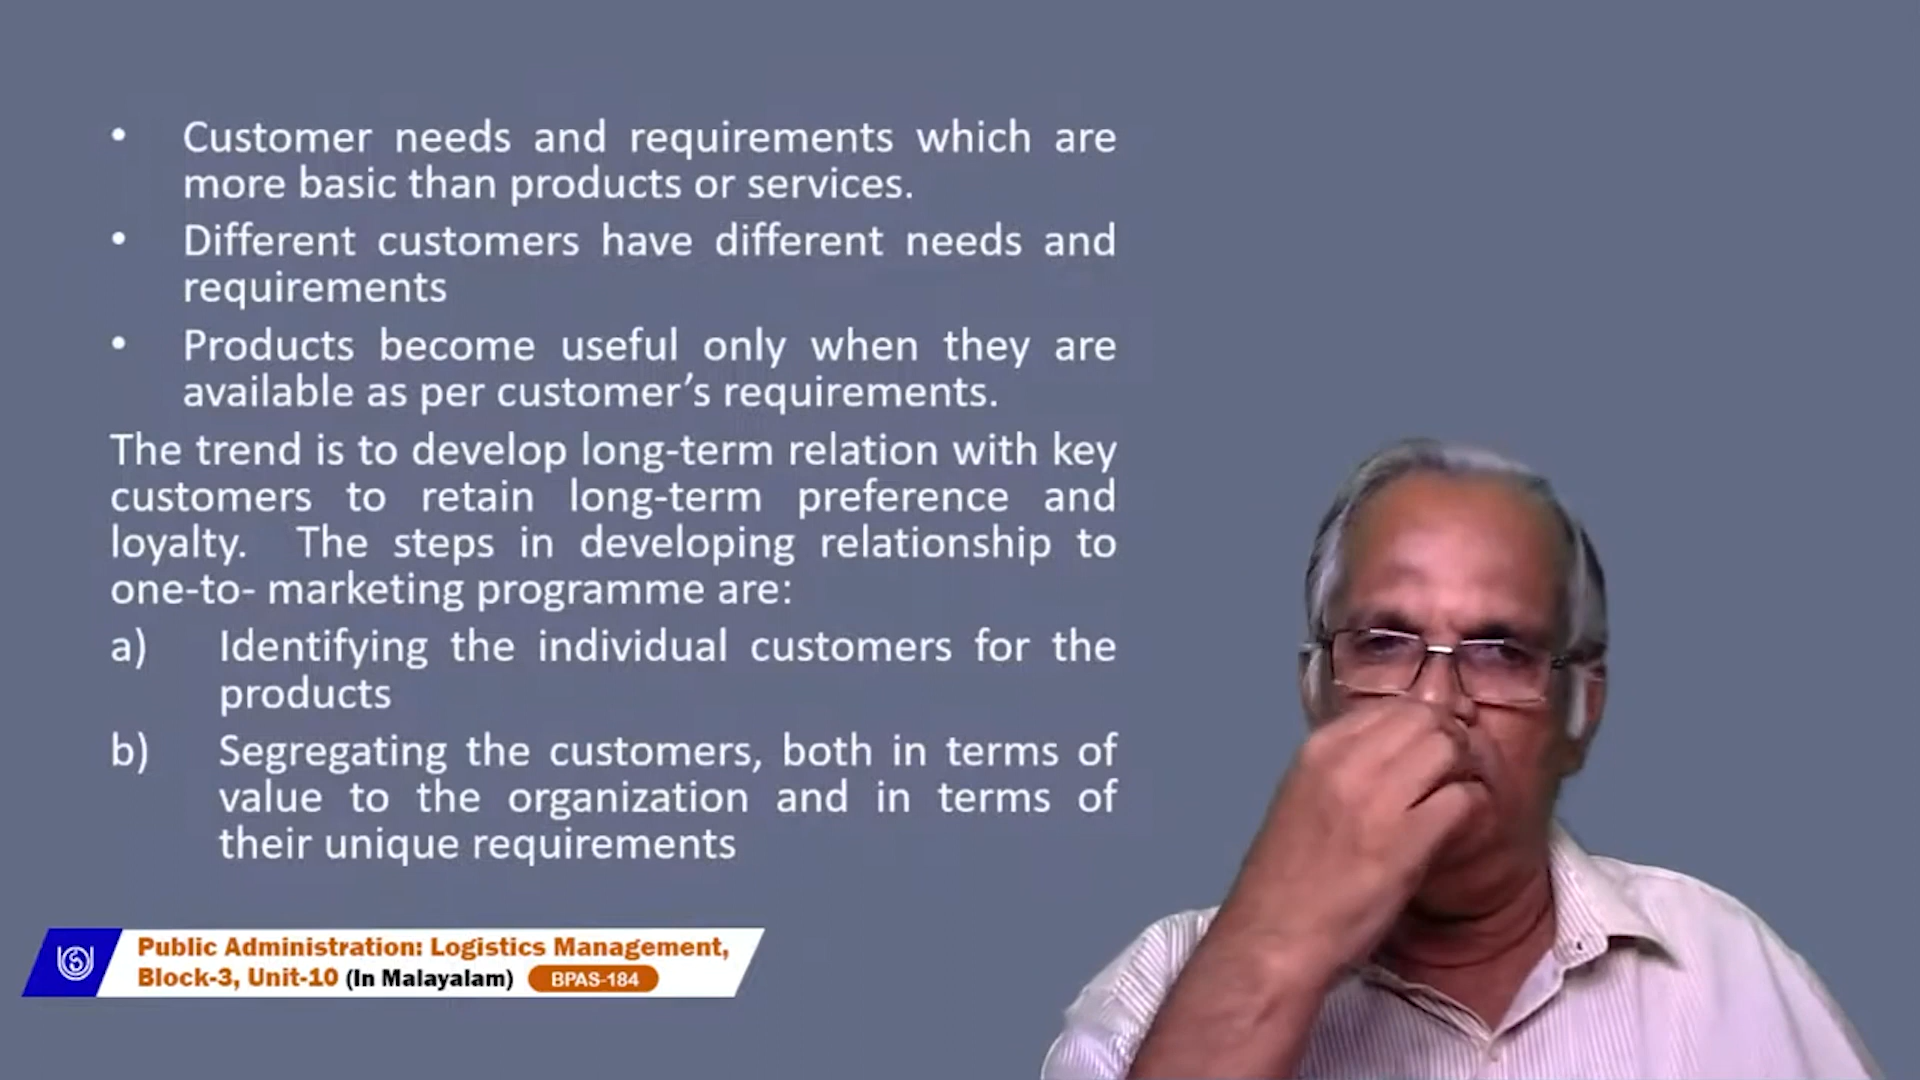 • Customer needs and requirements which are
more basic than products or services.
• Different customers have different needs and
requirements
• Products become useful only when they are
available as per customer’s requirements.
The trend is to develop long-term relation with key
customers to retain long-term preference and
loyalty. The steps in developing relationship to
one-to- marketing programme are:
a) Identifying the individual customers for the
products
b) Segregating the customers, both in terms of
value to the organization and in terms of
their unique requirements
Public Administration: Logistics Management,
Block-3, Unit-10 (In Malayalam) BPAS-184